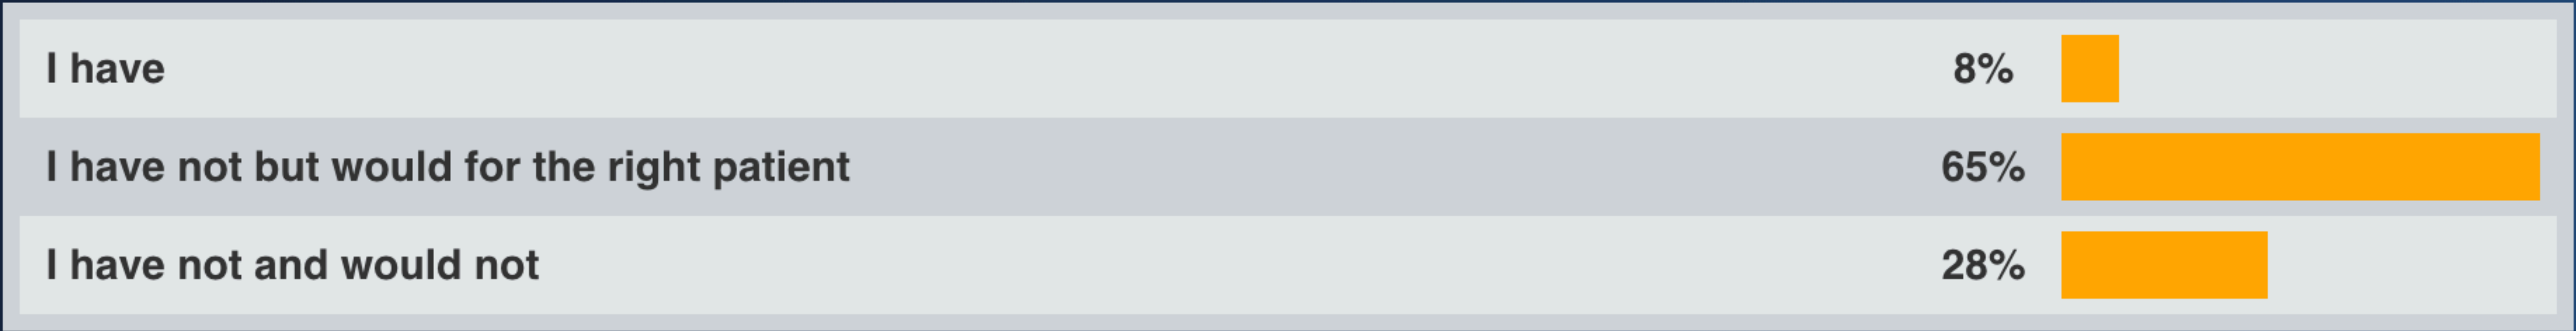 I have 8%
I have not but would for the right patient 65%
I have not and would not 28%